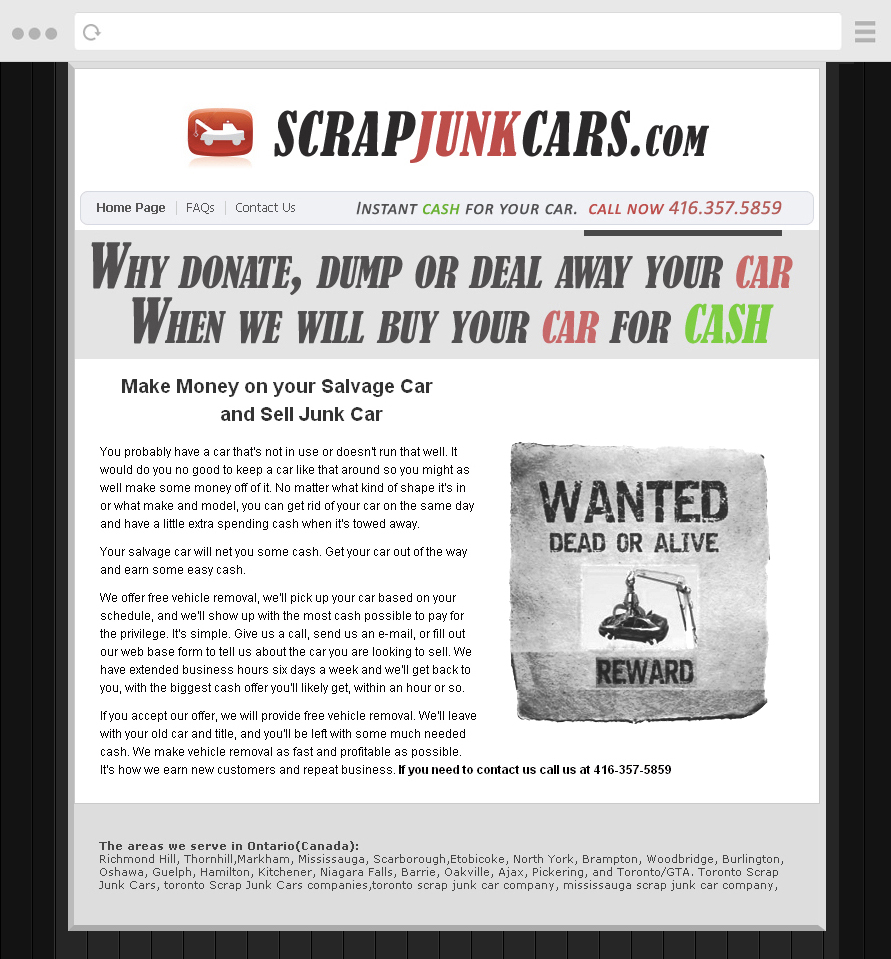 SCRAPJUNKCARS.COM
Home Page FAQs Contact Us INSTANT CASH FOR YOUR CAR. CALL NOW 416.357.5859
WHY DONATE, DUMP OR DEAL AWAY YOUR CAR
WHEN WE WILL BUY YOUR CAR FOR CASH
Make Money on your Salvage Car
and Sell Junk Car
You probably have a car that's not in use or doesn't run that well. It
would do you no good to keep a car like that around so you might as
well make some money off of it. No matter what kind of shape it's in
or what make and model, you can get rid of your car on the same day
and have a little extra spending cash when it's towed away.
Your salvage car will net you some cash. Get your car out of the way
and earn some easy cash.
We offer free vehicle removal, we'll pick up your car based on your
schedule, and we'll show up with the most cash possible to pay for
the privilege. It's simple. Give us a call, send us an e-mail, or fill out
our web base form to tell us about the car you are looking to sell. We
have extended business hours six days a week and we'll get back to
you, with the biggest cash offer you'll likely get, within an hour or so.
If you accept our offer, we will provide free vehicle removal. We'll leave
with your old car and title, and you'll be left with some much needed
cash. We make vehicle removal as fast and profitable as possible.
It's how we earn new customers and repeat business. If you need to contact us call us at 416-357-5859
WANTED
DEAD OR ALIVE
REWARD
The areas we serve in Ontario(Canada):
Richmond Hill, Thornhill,Markham, Mississauga, Scarborough,Etobicoke, North York, Brampton, Woodbridge, Burlington,
Oshawa, Guelph, Hamilton, Kitchener, Niagara Falls, Barrie, Oakville, Ajax, Pickering, and Toronto/GTA. Toronto Scrap
Junk Cars, toronto Scrap Junk Cars companies,toronto scrap junk car company, mississauga scrap junk car company,